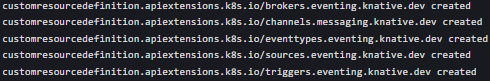 customresourcedefinition.apiextensions.k8s.io/brokers.eventing.knative.dev created
customresourcedefinition.apiextensions.k8s.io/channels.messaging.knative.dev created
customresourcedefinition.apiextensions.k8s.io/eventtypes.eventing.knative.dev created
customresourcedefinition.apiextensions.k8s.io/sources.eventing.knative.dev created
customresourcedefinition.apiextensions.k8s.io/triggers.eventing.knative.dev created